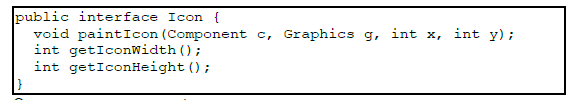 public interface Icon {
void paintIcon(Component c, Graphics g, int x, int y);
int getIconWidth();
int getIconHeight();
}